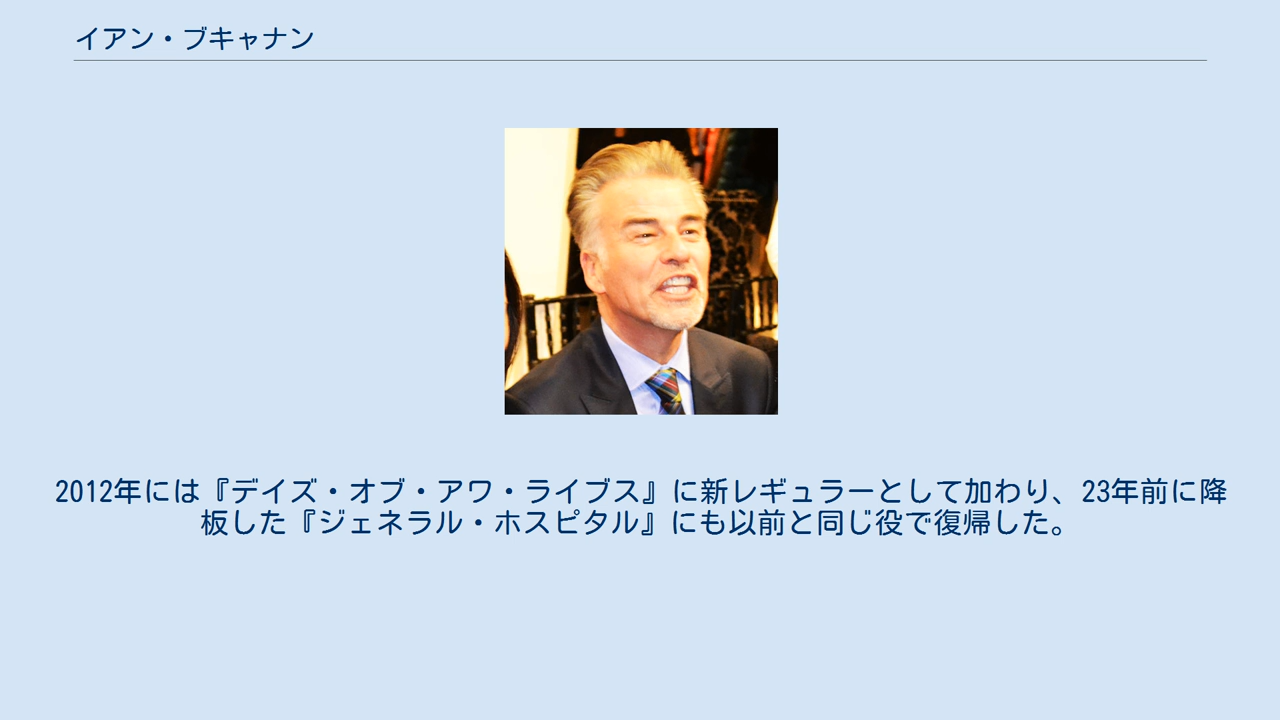 イアン・ブキャナン
2012年には『デイズ・オブ・アワ・ライブス』に新レギュラーとして加わり、23年前に降
板した『ジェネラル・ホスピタル』にも以前と同じ役で復帰した。